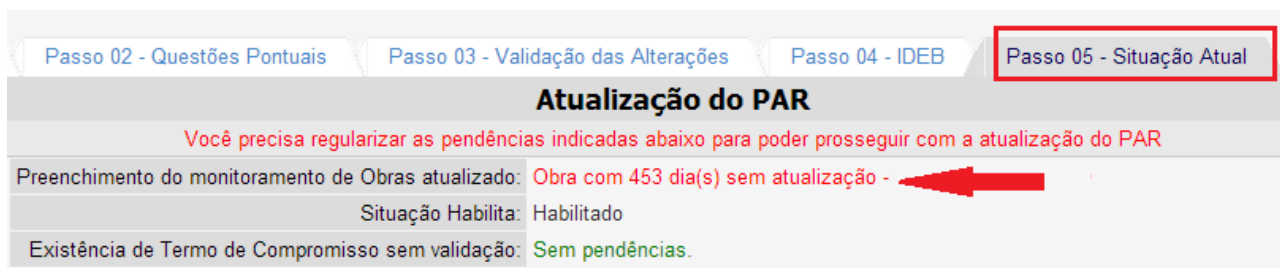 Passo 02 - Questões Pontuais Passo 03 - Validação das Alterações Passo 04 - IDEB Passo 05 - Situação Atual
Atualização do PAR
Você precisa regularizar as pendências indicadas abaixo para poder prosseguir com a atualização do PAR
Preenchimento do monitoramento de Obras atualizado: Obra com 453 dia(s) sem atualização -
Situação Habilita: Habilitado
Existência de Termo de Compromisso sem validação: Sem pendências.